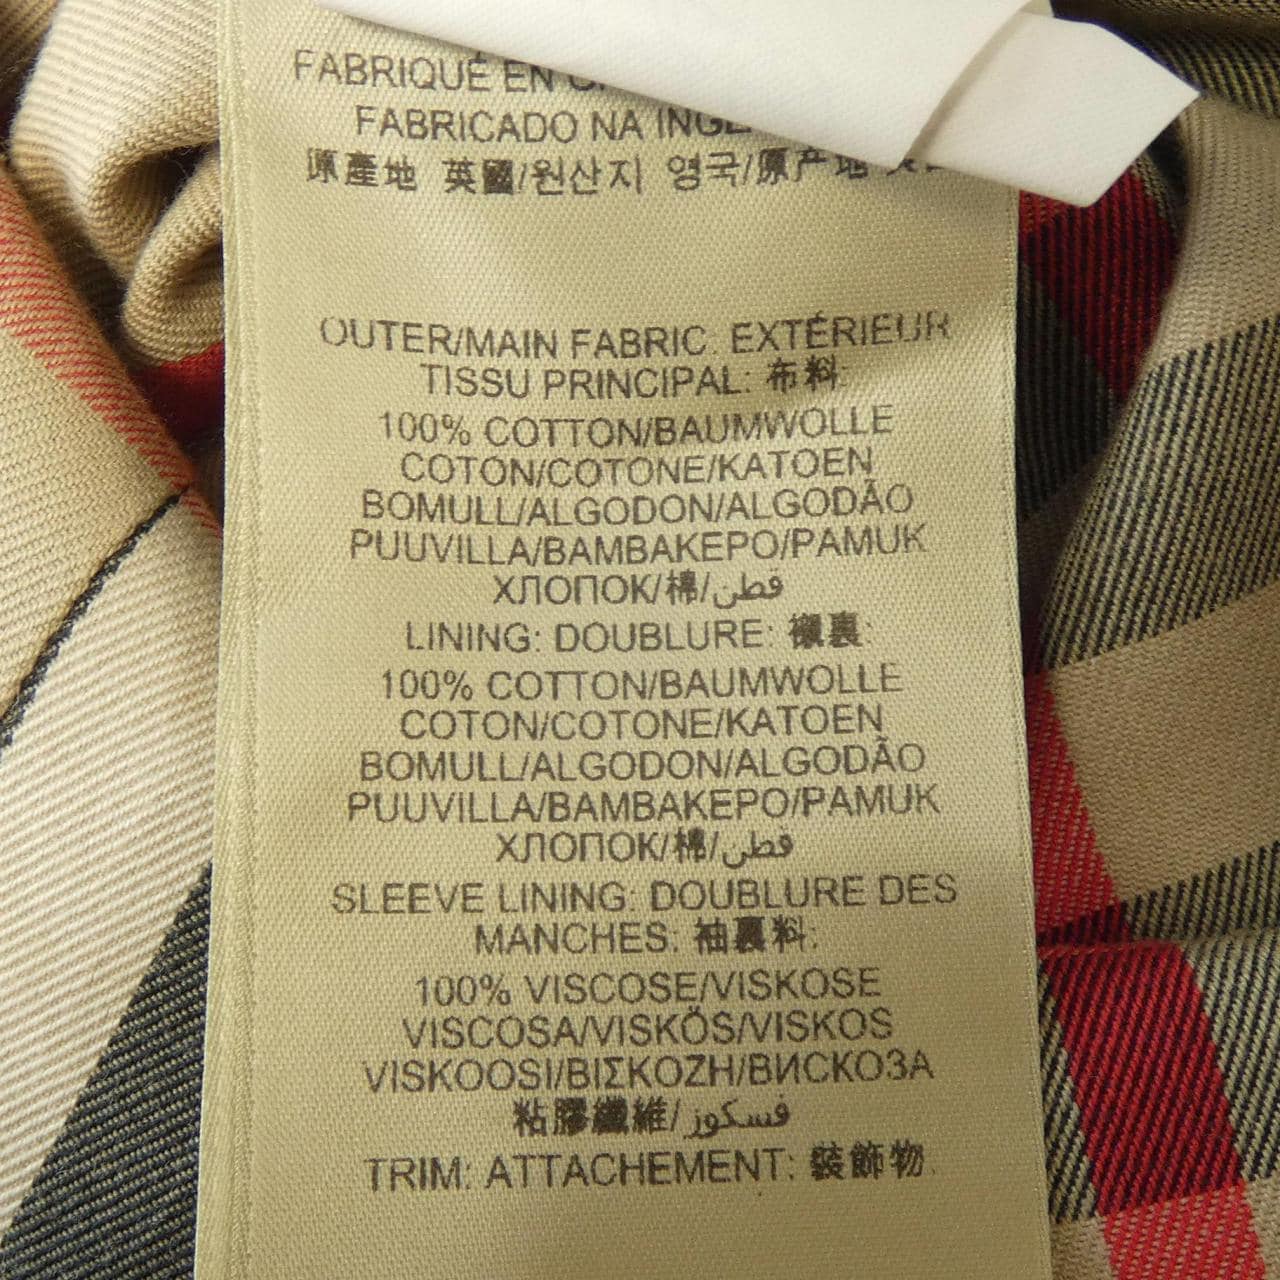 FABRIQUÉ EN
FABRICADO NA
原產地 英國/원산지 영국/原产地
OUTER/MAIN FABRIC: EXTÉRIEUR
TISSU PRINCIPAL: 布料:
100% COTTON/BAUMWOLLE
COTON/COTONE/KATOEN
BOMULL/ALGODON/ALGODÃO
PUUVILLA/BAMBAKEPO/PAMUK
ХЛОПОК/棉/قطن
LINING: DOUBLURE: 襯裏:
100% COTTON/BAUMWOLLE
COTON/COTONE/KATOEN
BOMULL/ALGODON/ALGODÃO
PUUVILLA/BAMBAKEPO/PAMUK
ХЛОПОК/棉/قطن
SLEEVE LINING: DOUBLURE DES
MANCHES: 袖裏料:
100% VISCOSE/VISKOSE
VISCOSA/VISKÖS/VISKOS
VISKOOSI/ΒΙΣΚΟΖΗ/ВИСКОЗА
粘膠纖維/فسكوز
TRIM: ATTACHEMENT: 裝飾物: